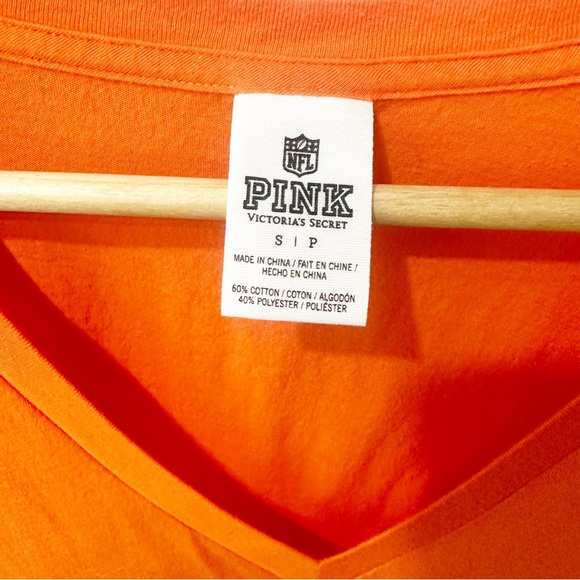 NFL
PINK
VICTORIA'S SECRET
S | P
MADE IN CHINA / FAIT EN CHINE /
HECHO EN CHINA
60% COTTON / COTON / ALGODÓN
40% POLYESTER / POLIÉSTER